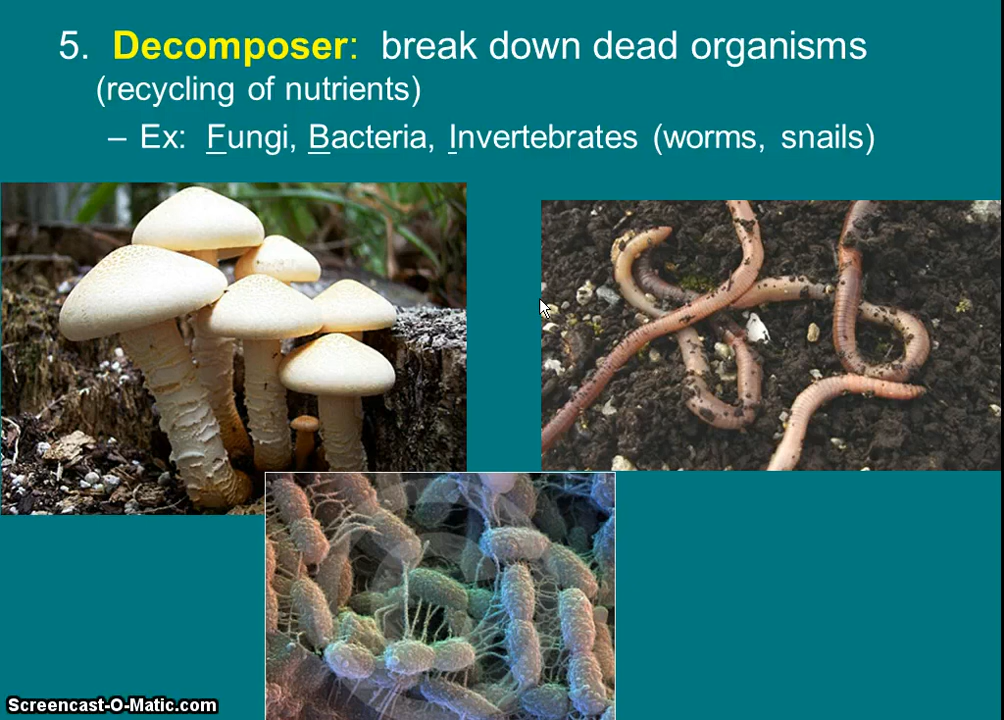 5. Decomposer: break down dead organisms
(recycling of nutrients)
– Ex: Fungi, Bacteria, Invertebrates (worms, snails)
Screencast-O-Matic.com